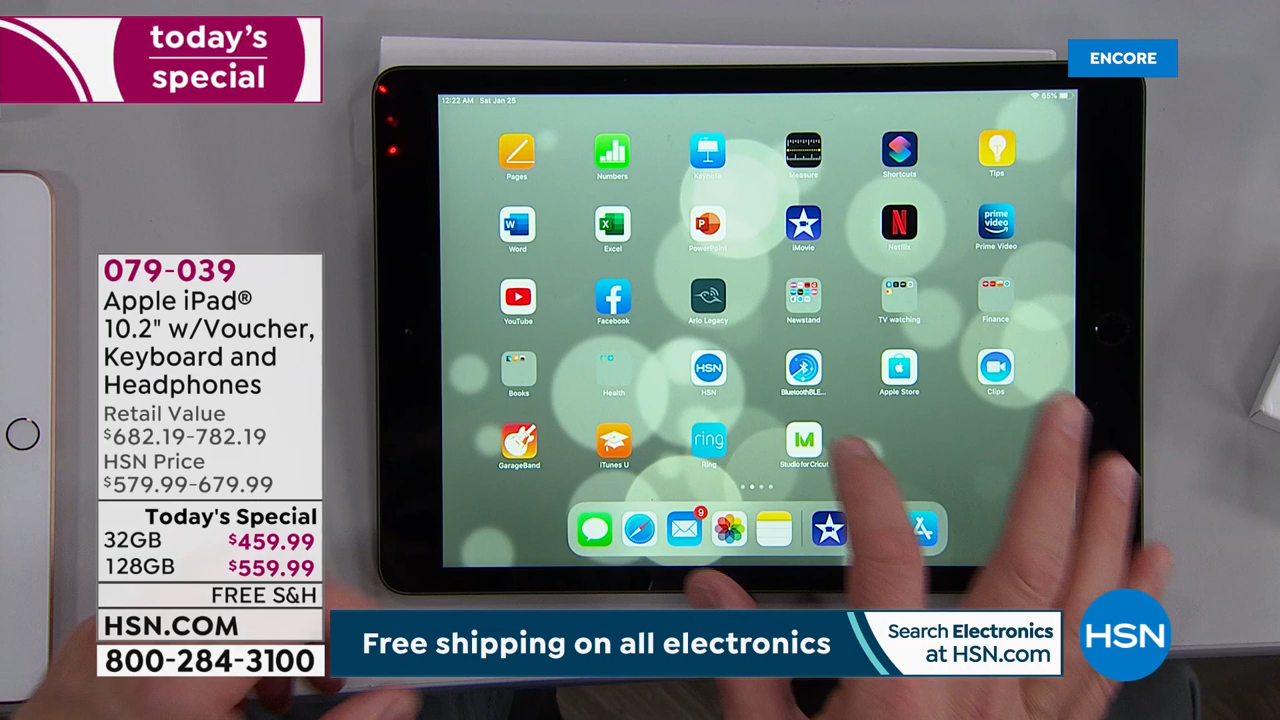 today's
special
ENCORE
12:22 AM Sat Jan 25
65%
Pages
Numbers
Keynote
Measure
Shortcuts
Tips
Word
Excel
PowerPoint
iMovie
Netflix
prime video
Prime Video
YouTube
Facebook
Arlo Legacy
Newstand
TV watching
Finance
Books
Health
HSN
HSN
BluetoothBLE...
Apple Store
Clips
GarageBand
iTunes U
ring
Ring
Studio for Cricut
9
079-039
Apple iPad®
10.2" w/Voucher,
Keyboard and
Headphones
Retail Value
$682.19-782.19
HSN Price
$579.99-679.99
Today's Special
32GB $459.99
128GB $559.99
FREE S&H
HSN.COM
800-284-3100
Free shipping on all electronics
Search Electronics
at HSN.com
HSN